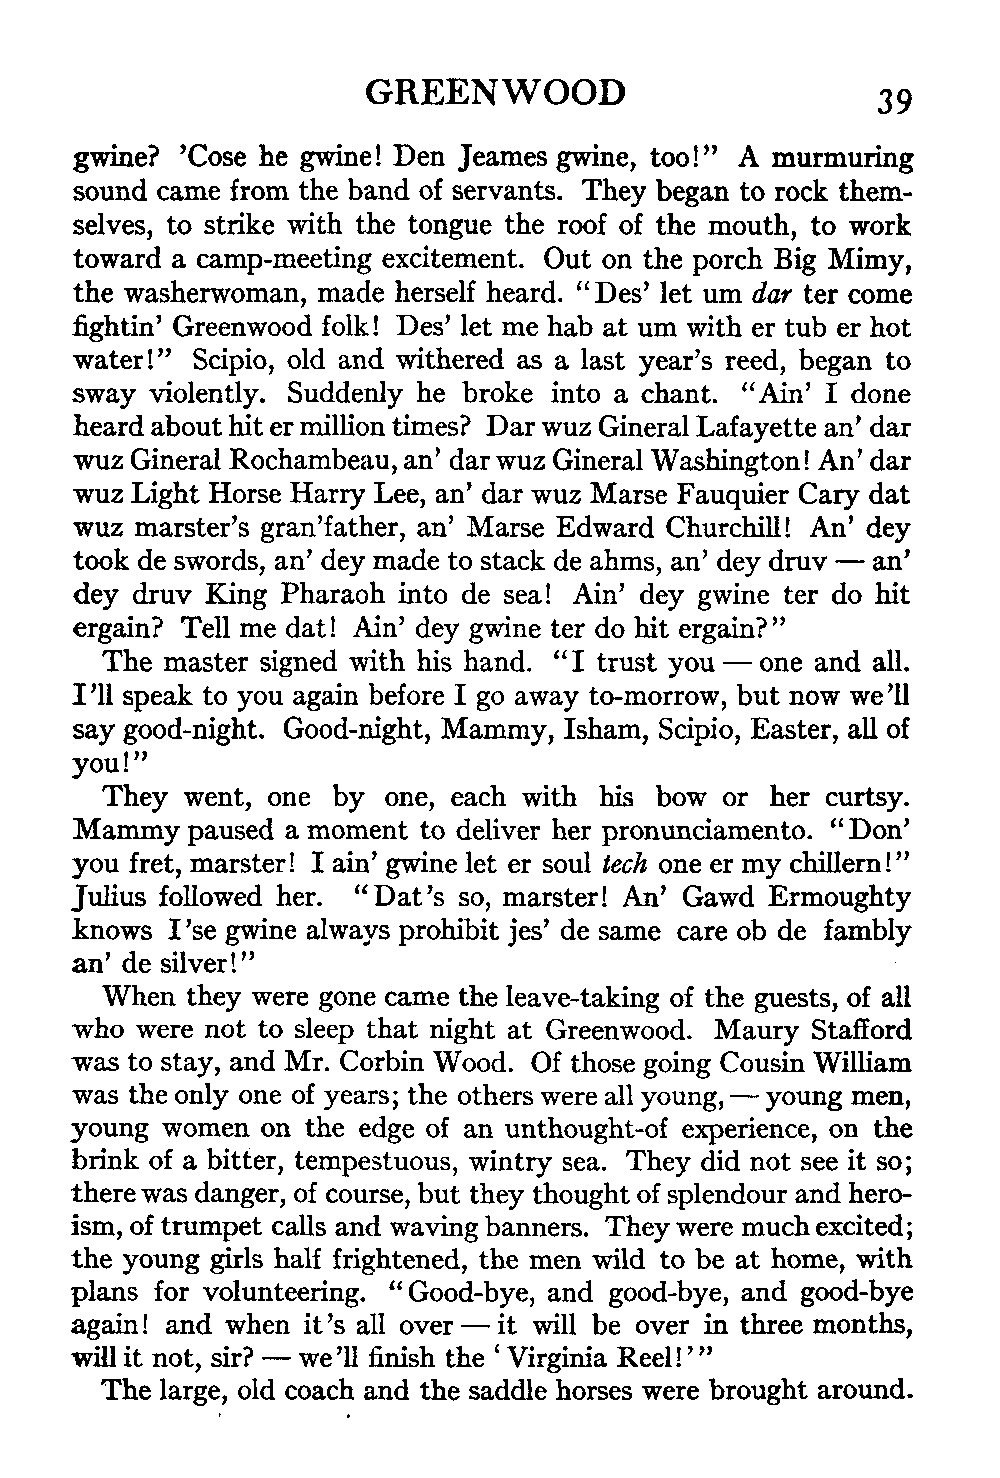 GREENWOOD 39
gwine? 'Cose he gwine! Den Jeames gwine, too!" A murmuring
sound came from the band of servants. They began to rock them-
selves, to strike with the tongue the roof of the mouth, to work
toward a camp-meeting excitement. Out on the porch Big Mimy,
the washerwoman, made herself heard. "Des' let um dar ter come
fightin' Greenwood folk! Des' let me hab at um with er tub er hot
water!" Scipio, old and withered as a last year's reed, began to
sway violently. Suddenly he broke into a chant. "Ain' I done
heard about hit er million times? Dar wuz Gineral Lafayette an' dar
wuz Gineral Rochambeau, an' dar wuz Gineral Washington! An' dar
wuz Light Horse Harry Lee, an' dar wuz Marse Fauquier Cary dat
wuz marster's gran'father, an' Marse Edward Churchill! An' dey
took de swords, an' dey made to stack de ahms, an' dey druv — an'
dey druv King Pharaoh into de sea! Ain' dey gwine ter do hit
ergain? Tell me dat! Ain' dey gwine ter do hit ergain?"
The master signed with his hand. "I trust you — one and all.
I'll speak to you again before I go away to-morrow, but now we'll
say good-night. Good-night, Mammy, Isham, Scipio, Easter, all of
you!"
They went, one by one, each with his bow or her curtsy.
Mammy paused a moment to deliver her pronunciamento. "Don'
you fret, marster! I ain' gwine let er soul tech one er my chillern!"
Julius followed her. "Dat's so, marster! An' Gawd Ermoughty
knows I'se gwine always prohibit jes' de same care ob de fambly
an' de silver!"
When they were gone came the leave-taking of the guests, of all
who were not to sleep that night at Greenwood. Maury Stafford
was to stay, and Mr. Corbin Wood. Of those going Cousin William
was the only one of years; the others were all young, — young men,
young women on the edge of an unthought-of experience, on the
brink of a bitter, tempestuous, wintry sea. They did not see it so;
there was danger, of course, but they thought of splendour and hero-
ism, of trumpet calls and waving banners. They were much excited;
the young girls half frightened, the men wild to be at home, with
plans for volunteering. "Good-bye, and good-bye, and good-bye
again! and when it's all over — it will be over in three months,
will it not, sir? — we'll finish the 'Virginia Reel!'"
The large, old coach and the saddle horses were brought around.